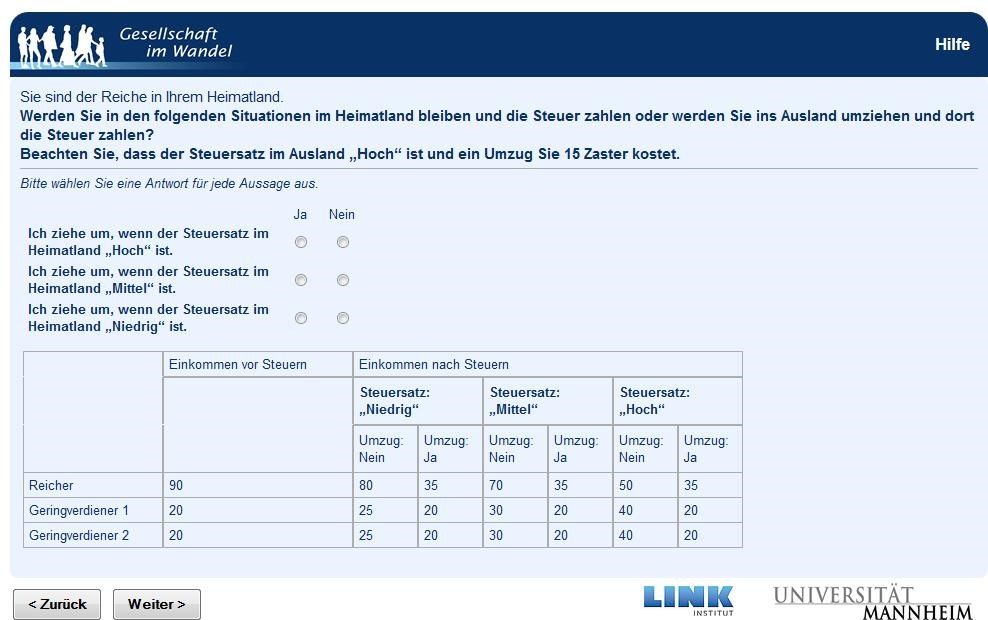 Gesellschaft
im Wandel
Hilfe
Sie sind der Reiche in Ihrem Heimatland.
Werden Sie in den folgenden Situationen im Heimatland bleiben und die Steuer zahlen oder werden Sie ins Ausland umziehen und dort
die Steuer zahlen?
Beachten Sie, dass der Steuersatz im Ausland „Hoch“ ist und ein Umzug Sie 15 Zaster kostet.
Bitte wählen Sie eine Antwort für jede Aussage aus.
Ja Nein
Ich ziehe um, wenn der Steuersatz im
Heimatland „Hoch“ ist.
Ich ziehe um, wenn der Steuersatz im
Heimatland „Mittel“ ist.
Ich ziehe um, wenn der Steuersatz im
Heimatland „Niedrig“ ist.
Einkommen vor Steuern Einkommen nach Steuern
Steuersatz: Steuersatz: Steuersatz:
„Niedrig“ „Mittel“ „Hoch“
Umzug: Umzug: Umzug: Umzug: Umzug: Umzug:
Nein Ja Nein Ja Nein Ja
Reicher 90 80 35 70 35 50 35
Geringverdiener 1 20 25 20 30 20 40 20
Geringverdiener 2 20 25 20 30 20 40 20
< Zurück Weiter >
LINK
INSTITUT
UNIVERSITÄT
MANNHEIM